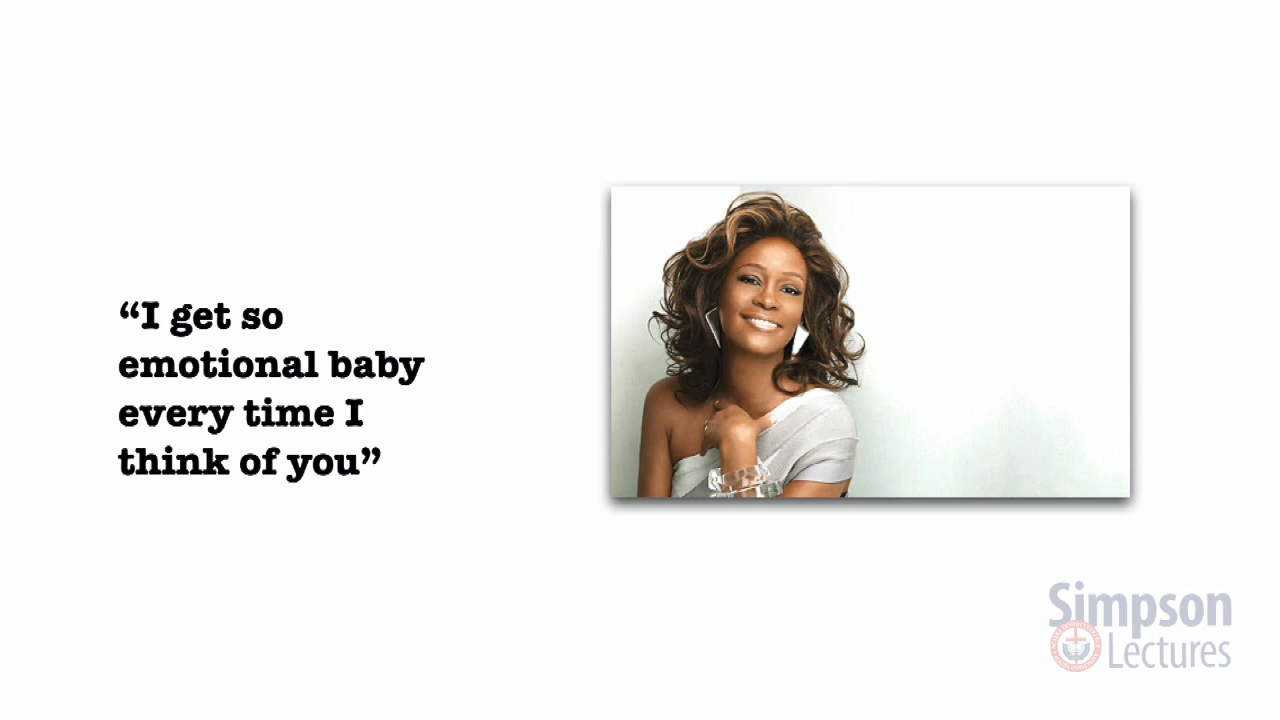 “I get so
emotional baby
every time I
think of you”
Simpson
Lectures